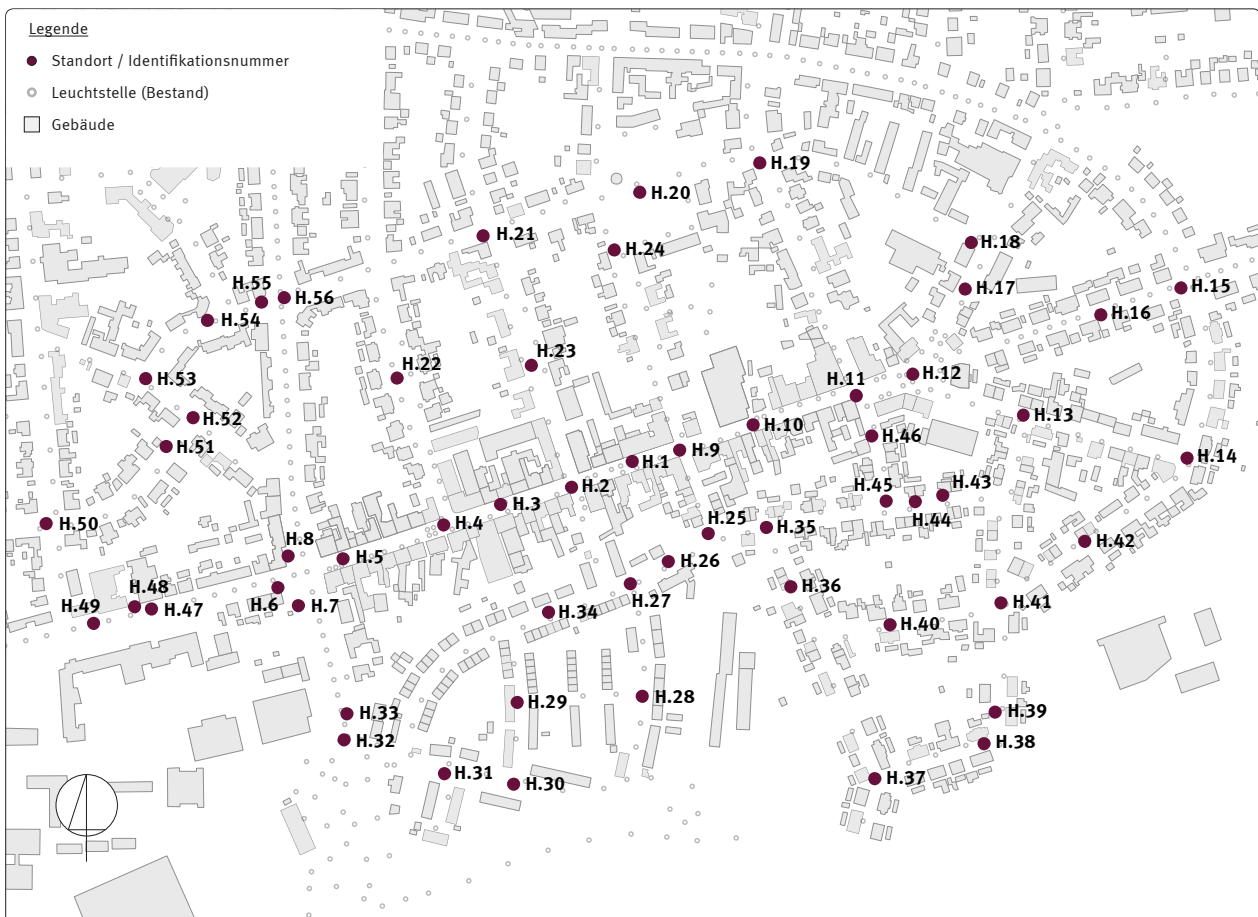 Legende
Standort / Identifikationsnummer
Leuchtstelle (Bestand)
Gebäude
H.19
H.20
H.21
H.24
H.18
H.55
H.56
H.17
H.15
H.54
H.16
H.23
H.22
H.12
H.53
H.11
H.52
H.13
H.10
H.46
H.51
H.9
H.1
H.14
H.2
H.45
H.43
H.3
H.44
H.50
H.4
H.25
H.35
H.8
H.42
H.5
H.26
H.48
H.6
H.36
H.49
H.47
H.7
H.27
H.41
H.34
H.40
H.28
H.29
H.33
H.39
H.32
H.38
H.31
H.37
H.30